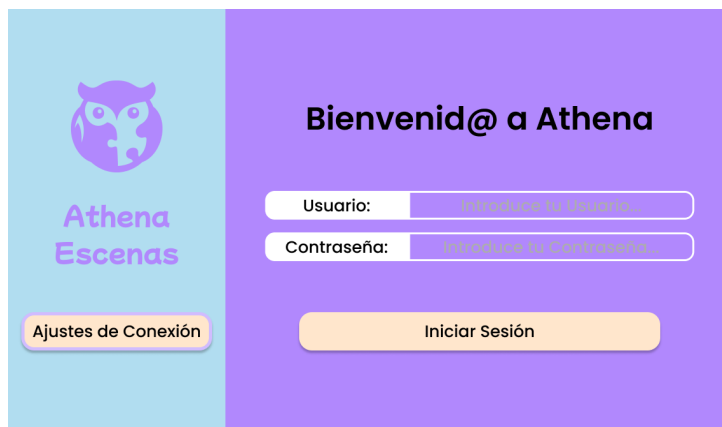 Athena
Escenas
Ajustes de Conexión
Bienvenid@ a Athena
Usuario:
Introduce tu Usuario...
Contraseña:
Introduce tu Contraseña...
Iniciar Sesión